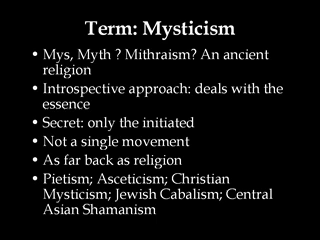 Term: Mysticism
• Mys, Myth ? Mithraism? An ancient
religion
• Introspective approach: deals with the
essence
• Secret: only the initiated
• Not a single movement
• As far back as religion
• Pietism; Asceticism; Christian
Mysticism; Jewish Cabalism; Central
Asian Shamanism